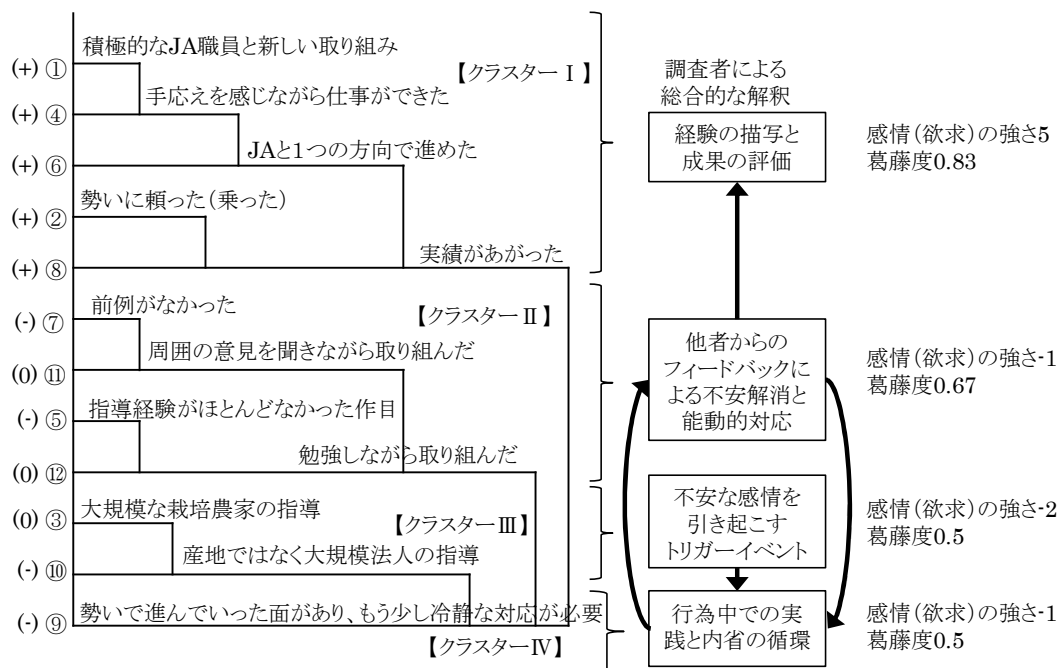 積極的なJA職員と新しい取り組み
(+) ①
手応えを感じながら仕事ができた
(+) ④
JAと1つの方向で進めた
(+) ⑥
勢いに頼った(乗った)
(+) ②
実績があがった
(+) ⑧
【クラスターⅠ】
前例がなかった
(-) ⑦
周囲の意見を聞きながら取り組んだ
(0) ⑪
指導経験がほとんどなかった作目
(-) ⑤
勉強しながら取り組んだ
(0) ⑫
【クラスターⅡ】
大規模な栽培農家の指導
(0) ③
産地ではなく大規模法人の指導
(-) ⑩
【クラスターⅢ】
勢いで進んでいった面があり、もう少し冷静な対応が必要
(-) ⑨
【クラスターⅣ】
調査者による
総合的な解釈
経験の描写と
成果の評価
感情(欲求)の強さ5
葛藤度0.83
他者からの
フィードバックに
よる不安解消と
能動的対応
感情(欲求)の強さ-1
葛藤度0.67
不安な感情を
引き起こす
トリガーイベント
感情(欲求)の強さ-2
葛藤度0.5
行為中での実
践と内省の循環
感情(欲求)の強さ-1
葛藤度0.5